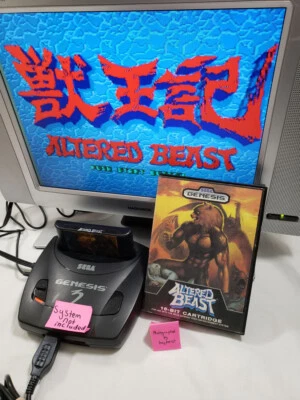 獣王記
ALTERED BEAST
SEGA
GENESIS
3
System
not
included
SEGA
GENESIS
ALTERED
BEAST
16-BIT CARTRIDGE